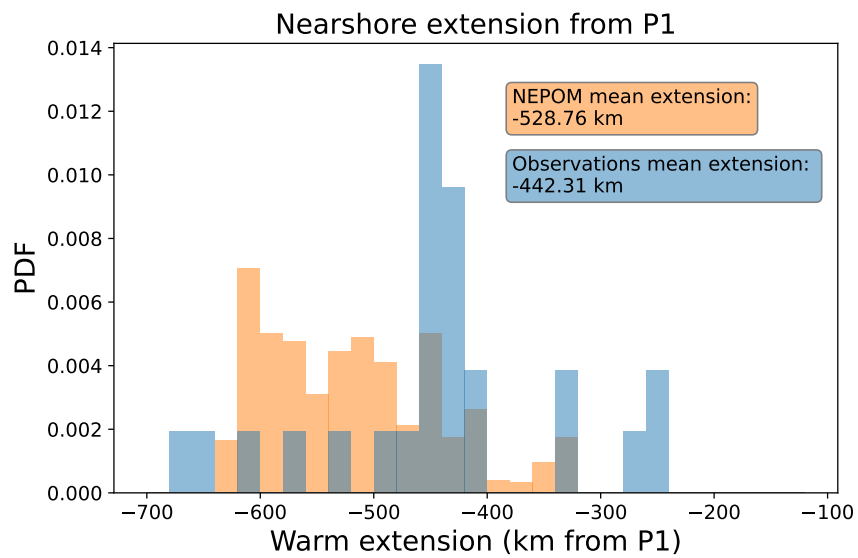 Nearshore extension from P1
0.014
0.012
0.010
0.008
0.006
0.004
0.002
0.000
PDF
NEPOM mean extension:
-528.76 km
Observations mean extension:
-442.31 km
−700 −600 −500 −400 −300 −200 −100
Warm extension (km from P1)